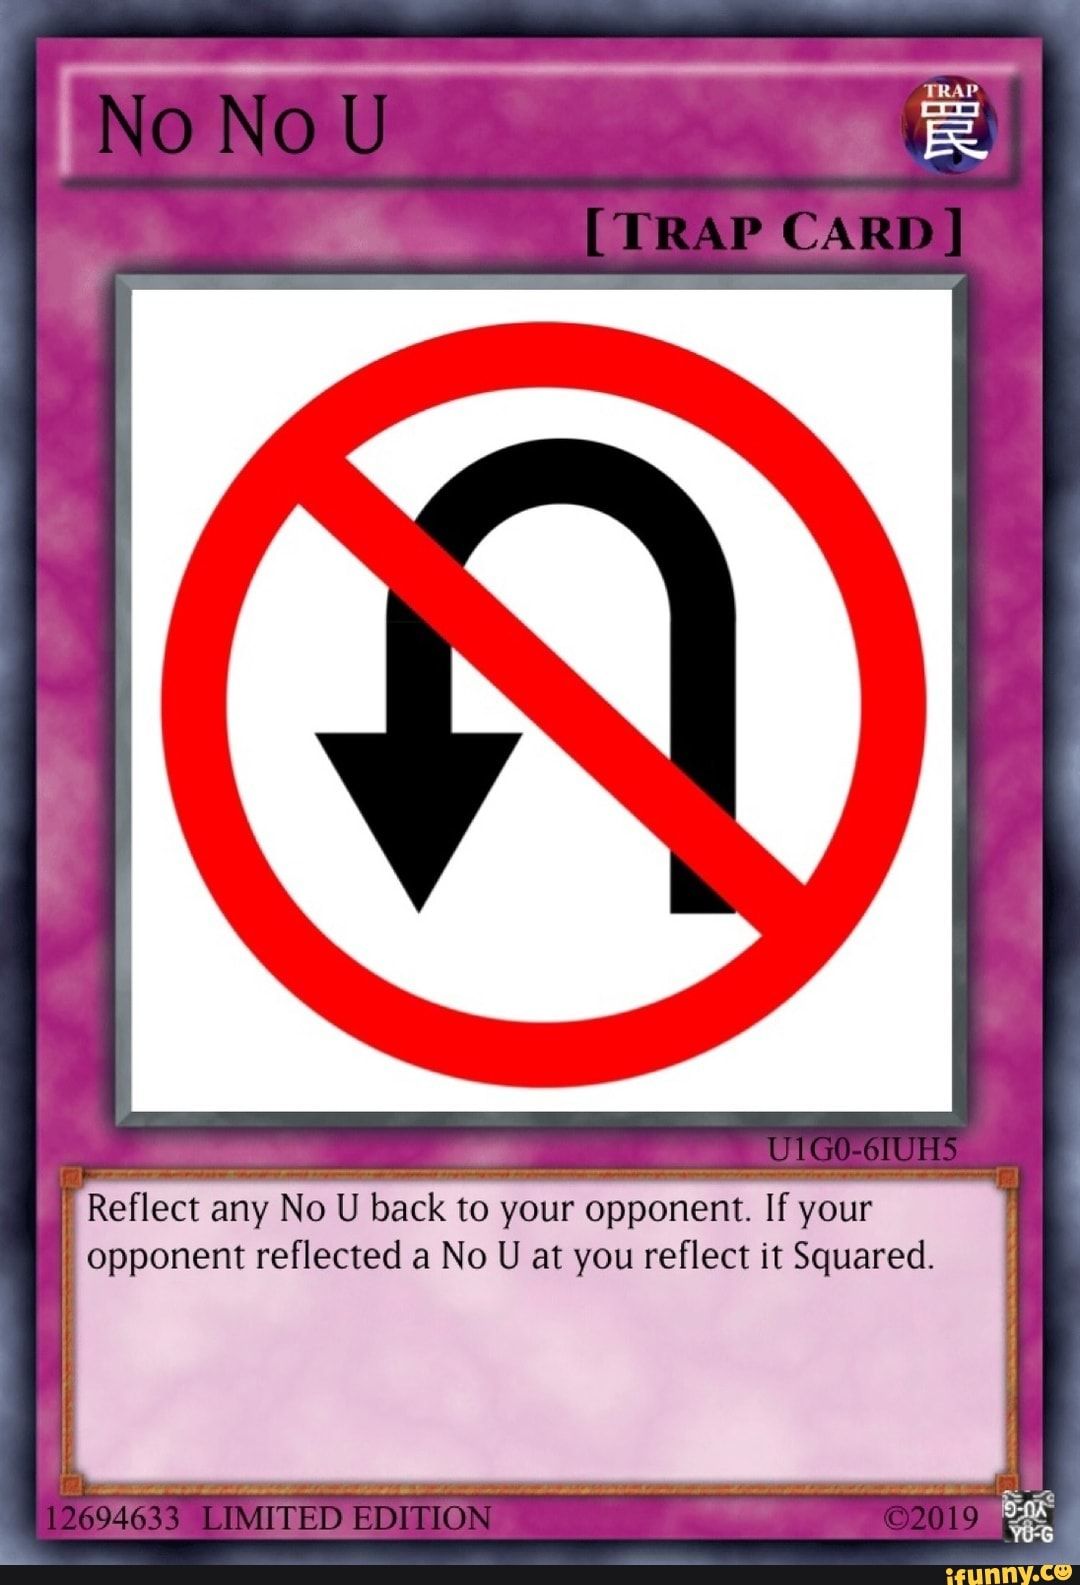 No No U
TRAP
罠
[TRAP CARD]
U1G0-6IUH5
Reflect any No U back to your opponent. If your
opponent reflected a No U at you reflect it Squared.
12694633 LIMITED EDITION
©2019
YU-G
ifunny.co